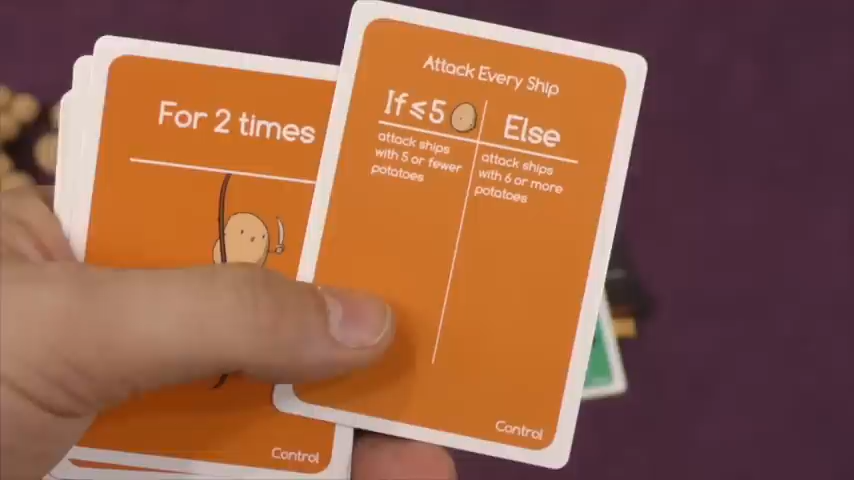 For 2 times
Control
Attack Every Ship
If ≤ 5
attack ships
with 5 or fewer
potatoes
Else
attack ships
with 6 or more
potatoes
Control